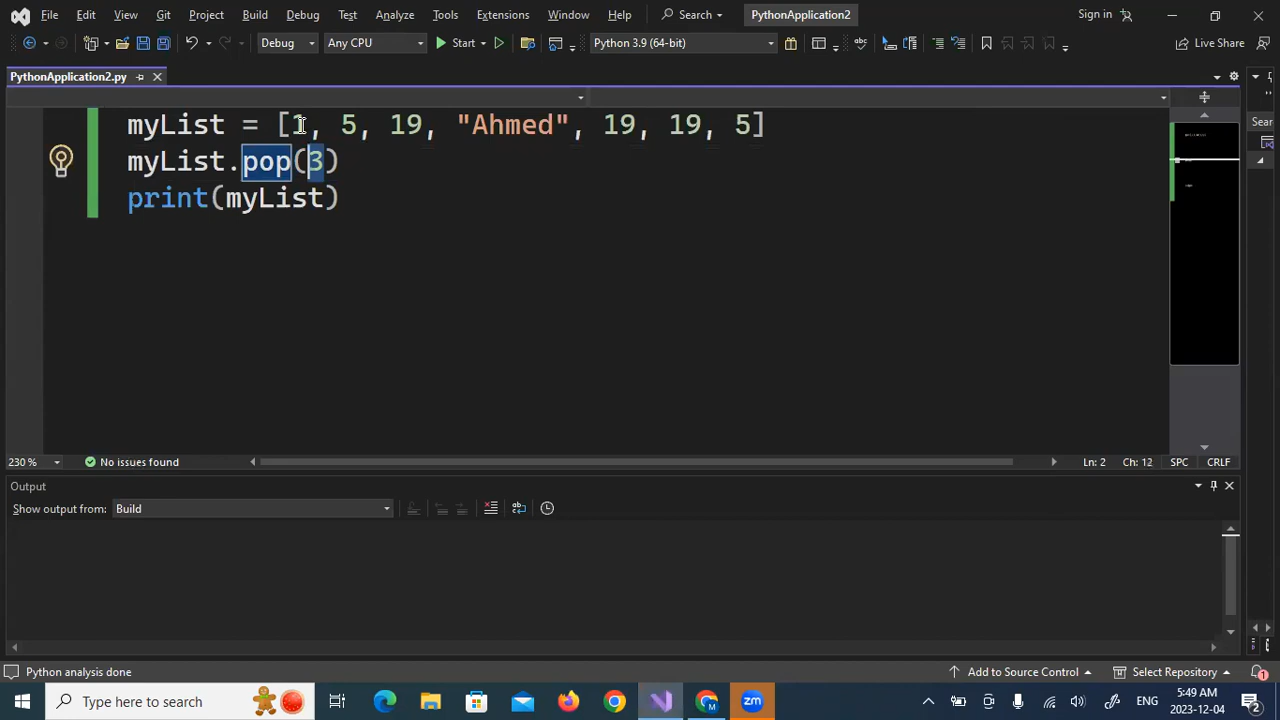 File Edit View Git Project Build Debug Test Analyze Tools Extensions Window Help Search PythonApplication2 Sign in
Debug Any CPU Start Python 3.9 (64-bit) Live Share
PythonApplication2.py
myList = [1, 5, 19, "Ahmed", 19, 19, 5]
myList.pop(3)
print(myList)
230 % No issues found Ln: 2 Ch: 12 SPC CRLF
Output
Show output from: Build
Python analysis done Add to Source Control Select Repository 1
Type here to search zm ENG 5:49 AM
2023-12-04 2